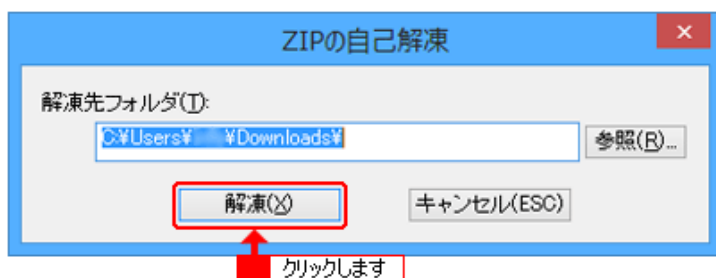 ZIPの自己解凍
解凍先フォルダ(T):
C:¥Users¥ ¥Downloads¥
参照(R)...
解凍(X)
キャンセル(ESC)
クリックします